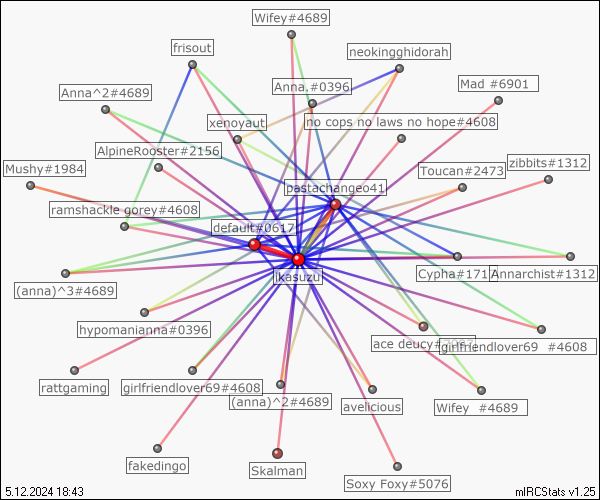 Wifey#4689
frisout
neokingghidorah
Mad #6901
Anna^2#4689
Anna.#0396
xenoyaut
no cops no laws no hope#4608
AlpineRooster#2156
zibbits#1312
Mushy#1984
Toucan#2473
pastachangeo41
ramshackle gorey#4608
default#0617
jkasuzu
Cypha#171
Annarchist#1312
(anna)^3#4689
hypomanianna#0396
ace deucy#
girlfriendlover69 #4608
rattgaming
girlfriendlover69#4608
(anna)^2#4689
avelicious
Wifey #4689
fakedingo
Skalman
Soxy Foxy#5076
5.12.2024 18:43
mIRCStats v1.25